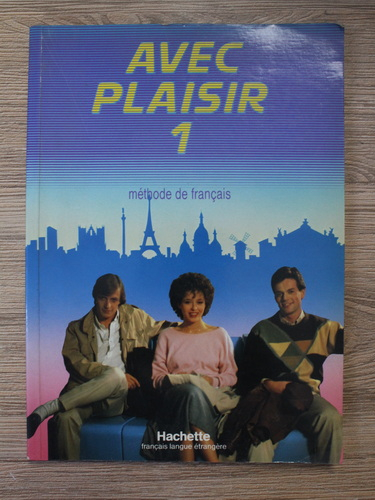 AVEC
PLAISIR
1
méthode de français
Hachette
français langue étrangère